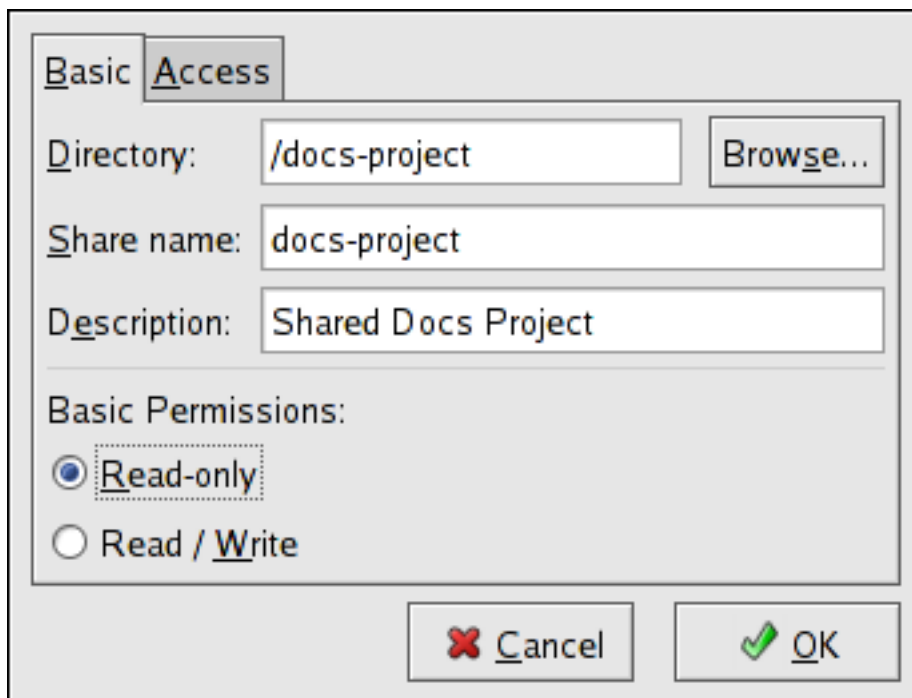 Basic Access
Directory: /docs-project Browse...
Share name: docs-project
Description: Shared Docs Project
Basic Permissions:
Read-only
Read / Write
Cancel OK